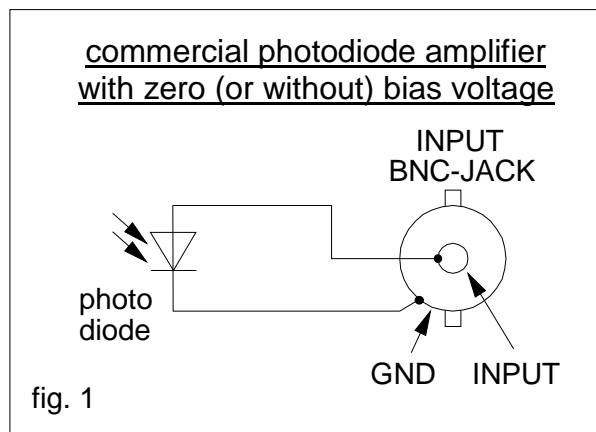 commercial photodiode amplifier
with zero (or without) bias voltage
INPUT
BNC-JACK
photo
diode
GND
INPUT
fig. 1